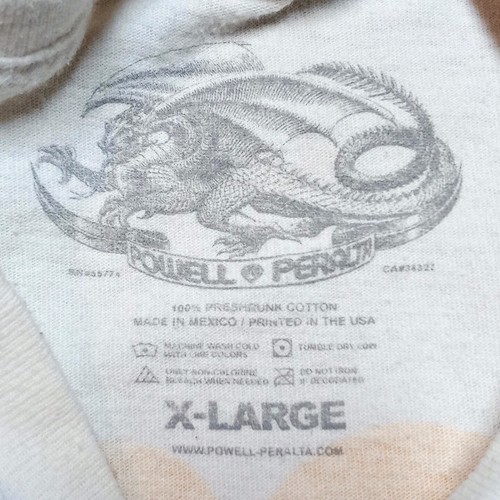 POWELL PERALTA
CA#34322
100% PRESHRUNK COTTON
MADE IN MEXICO / PRINTED IN THE USA
MACHINE WASH COLD
WITH LIKE COLORS
TUMBLE DRY LOW
ONLY NON-CHLORINE
BLEACH WHEN NEEDED
DO NOT IRON
IF DECORATED
X-LARGE
WWW.POWELL-PERALTA.COM